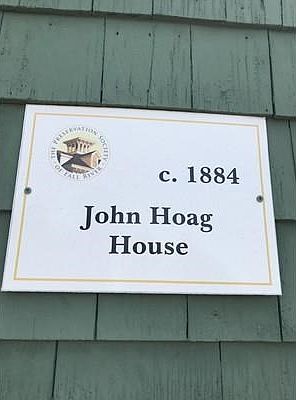 THE PRESERVATION SOCIETY
OF FALL RIVER
c. 1884
John Hoag
House